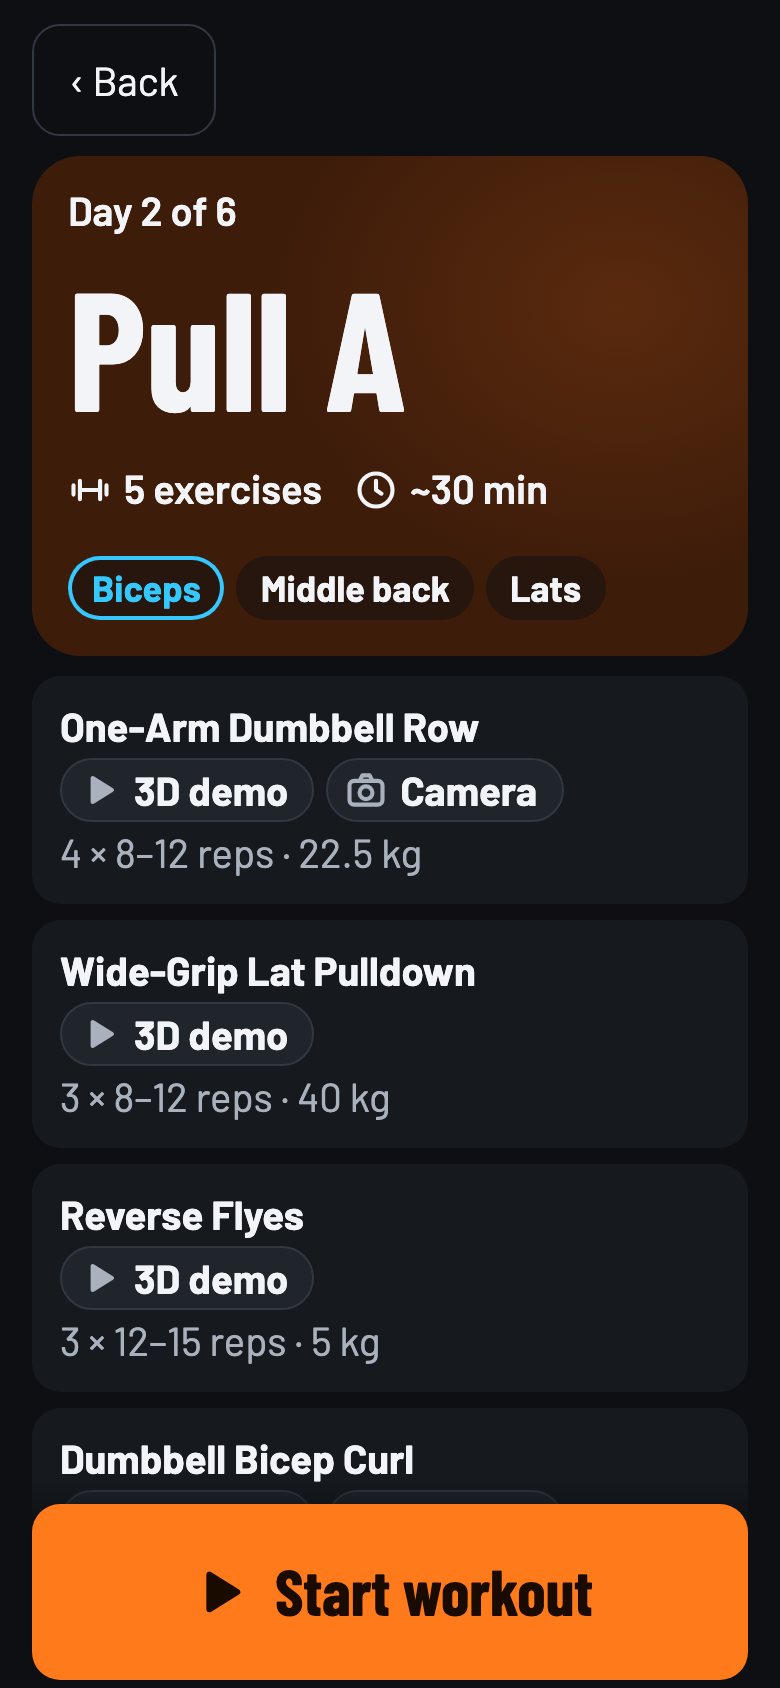 ‹ Back
Day 2 of 6
Pull A
5 exercises ~30 min
Biceps Middle back Lats
One-Arm Dumbbell Row
3D demo Camera
4 × 8–12 reps · 22.5 kg
Wide-Grip Lat Pulldown
3D demo
3 × 8–12 reps · 40 kg
Reverse Flyes
3D demo
3 × 12–15 reps · 5 kg
Dumbbell Bicep Curl
Start workout